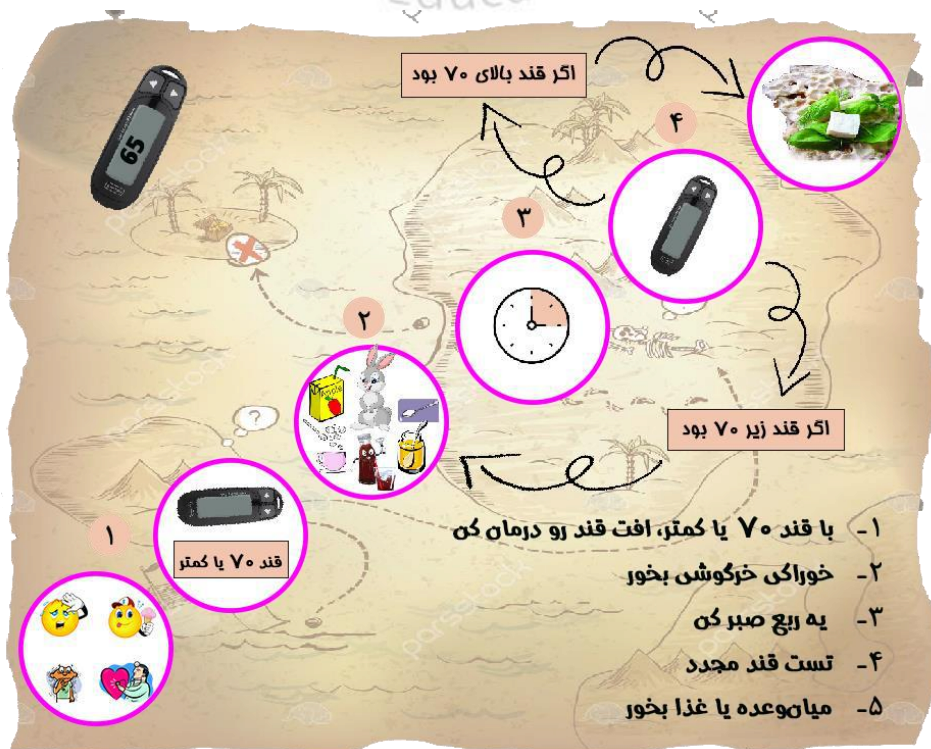 اگر قند بالای ۷۰ بود
۴
65
۳
۲
Apple
اگر قند زیر ۷۰ بود
۱
قند ۷۰ یا کمتر
۱- با قند ۷۰ یا کمتر، افت قند رو درمان کن
۲- خوراکی خرگوشی بخور
۳- یه ربع صبر کن
۴- تست قند مجدد
۵- میان‌وعده یا غذا بخور
?